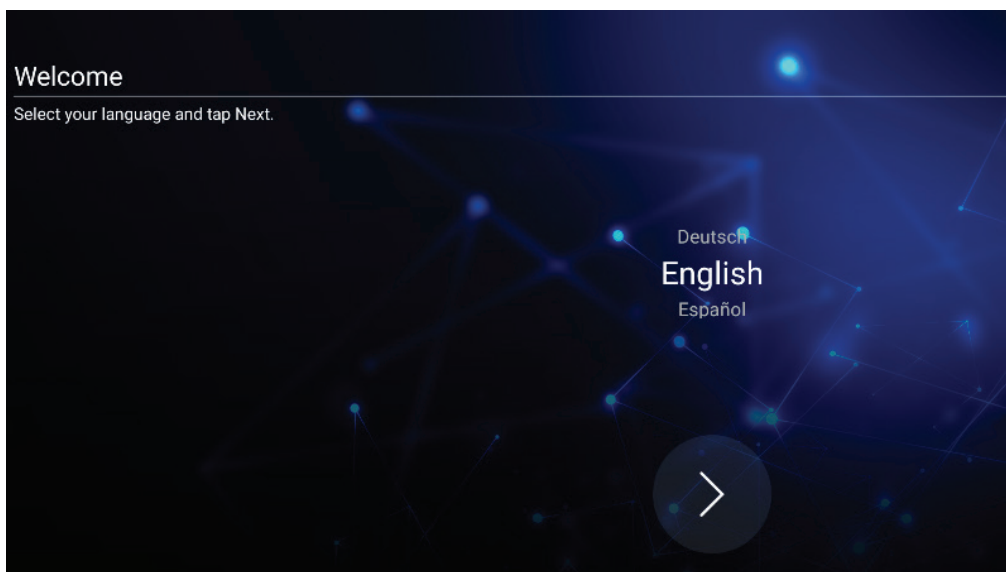 Welcome
Select your language and tap Next.
Deutsch
English
Español